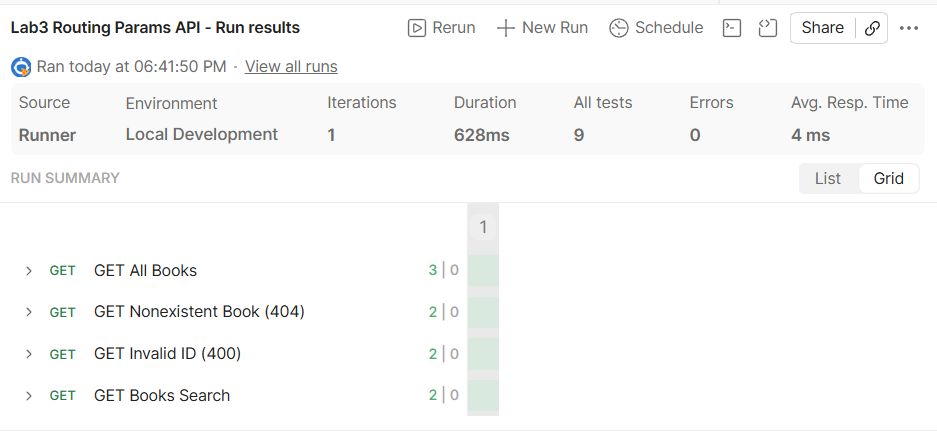 Lab3 Routing Params API - Run results
Rerun
New Run
Schedule
Share
Ran today at 06:41:50 PM · View all runs
Source Environment Iterations Duration All tests Errors Avg. Resp. Time
Runner Local Development 1 628ms 9 0 4 ms
RUN SUMMARY
List Grid
1
GET GET All Books 3 | 0
GET GET Nonexistent Book (404) 2 | 0
GET GET Invalid ID (400) 2 | 0
GET GET Books Search 2 | 0